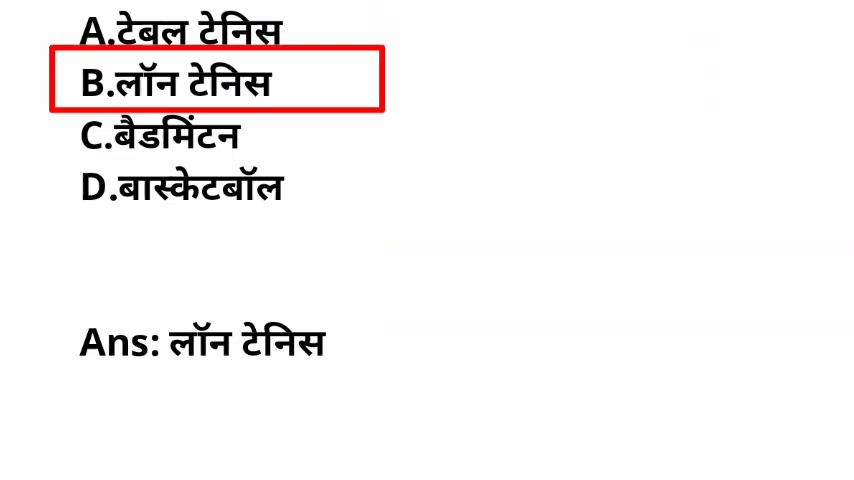 A.टेबल टेनिस
B.लॉन टेनिस
C.बैडमिंटन
D.बास्केटबॉल
Ans: लॉन टेनिस